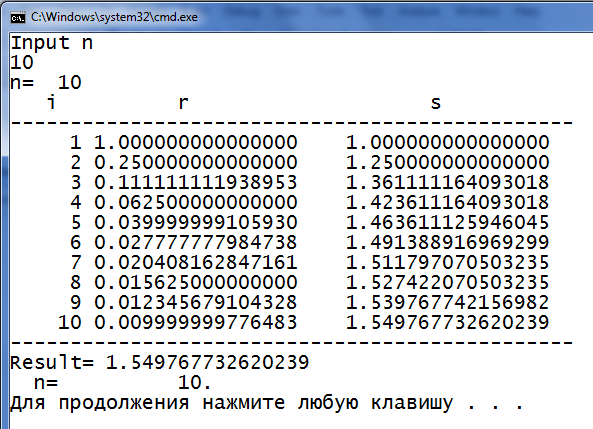 C:\Windows\system32\cmd.exe
Input n
10
n=  10
   i         r                   s
-------------------------------------------
     1 1.000000000000000    1.000000000000000
     2 0.250000000000000    1.250000000000000
     3 0.111111111938953    1.361111164093018
     4 0.062500000000000    1.423611164093018
     5 0.039999999105930    1.463611125946045
     6 0.027777777984738    1.491388916969299
     7 0.020408162847161    1.511797070503235
     8 0.015625000000000    1.527422070503235
     9 0.012345679104328    1.539767742156982
    10 0.009999999776483    1.549767732620239
-------------------------------------------
Result= 1.549767732620239
  n=         10.
Для продолжения нажмите любую клавишу . . .